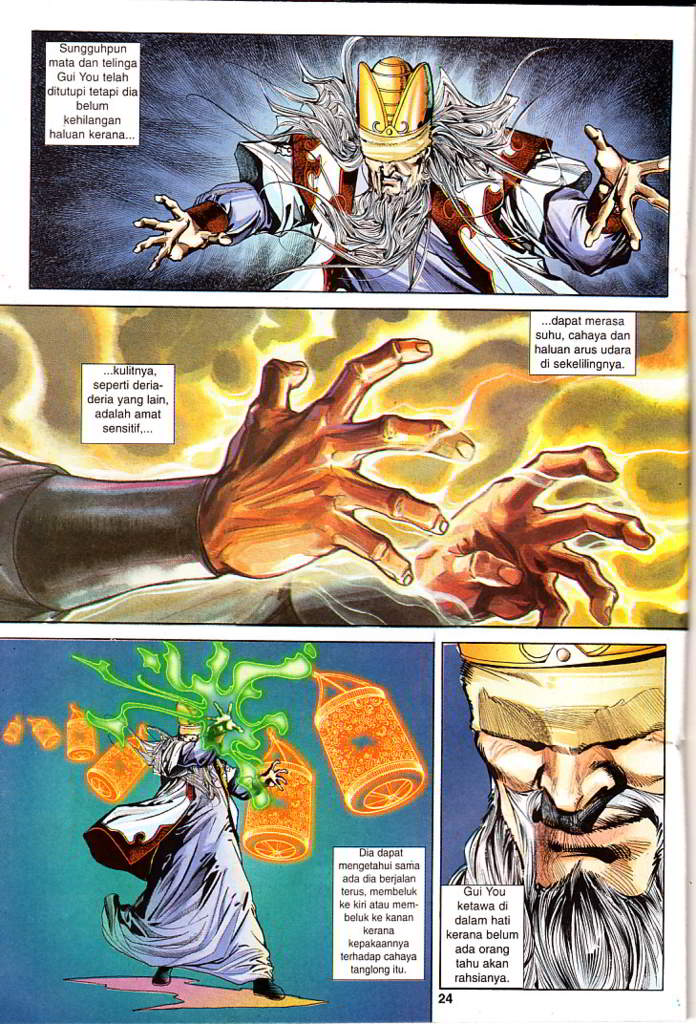 Sungguhpun
mata dan telinga
Gui You telah
ditutupi tetapi dia
belum
kehilangan
haluan kerana...
...kulitnya,
seperti deria-
deria yang lain,
adalah amat
sensitif,...
...dapat merasa
suhu, cahaya dan
haluan arus udara
di sekelilingnya.
Dia dapat
mengetahui sama
ada dia berjalan
terus, membeluk
ke kiri atau mem-
beluk ke kanan
kerana
kepakaannya
terhadap cahaya
tanglong itu.
Gui You
ketawa di
dalam hati
kerana belum
ada orang
tahu akan
rahsianya.
24